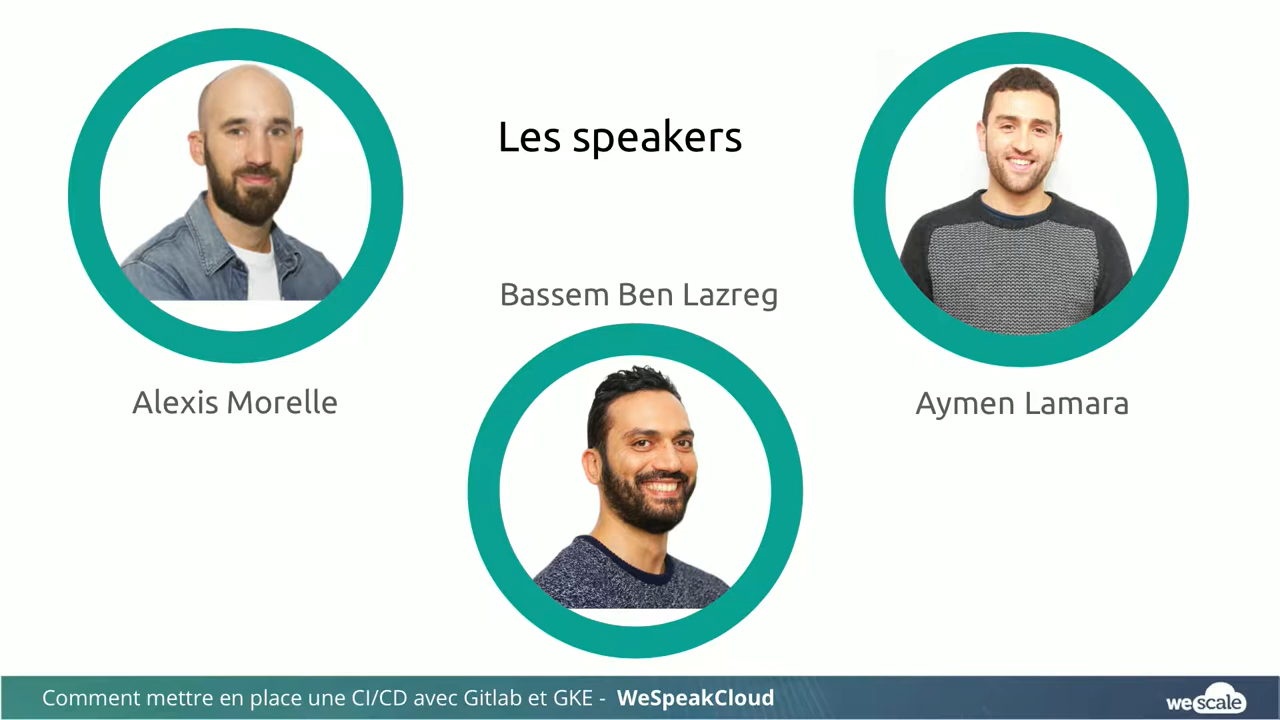 Les speakers
Bassem Ben Lazreg
Alexis Morelle
Aymen Lamara
Comment mettre en place une CI/CD avec Gitlab et GKE - WeSpeakCloud
wescale